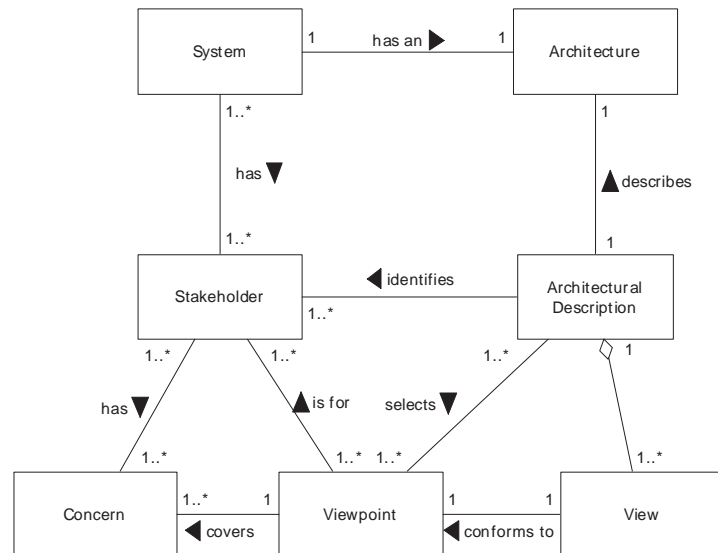 System
1
has an
1
Architecture
1..*
1
has
describes
1..*
1
Stakeholder
identifies
1..*
Architectural
Description
1..*
1..*
1..*
1
has
is for
selects
1..*
1..*
1..*
1..*
Concern
1..*
covers
1
Viewpoint
1
conforms to
1
View